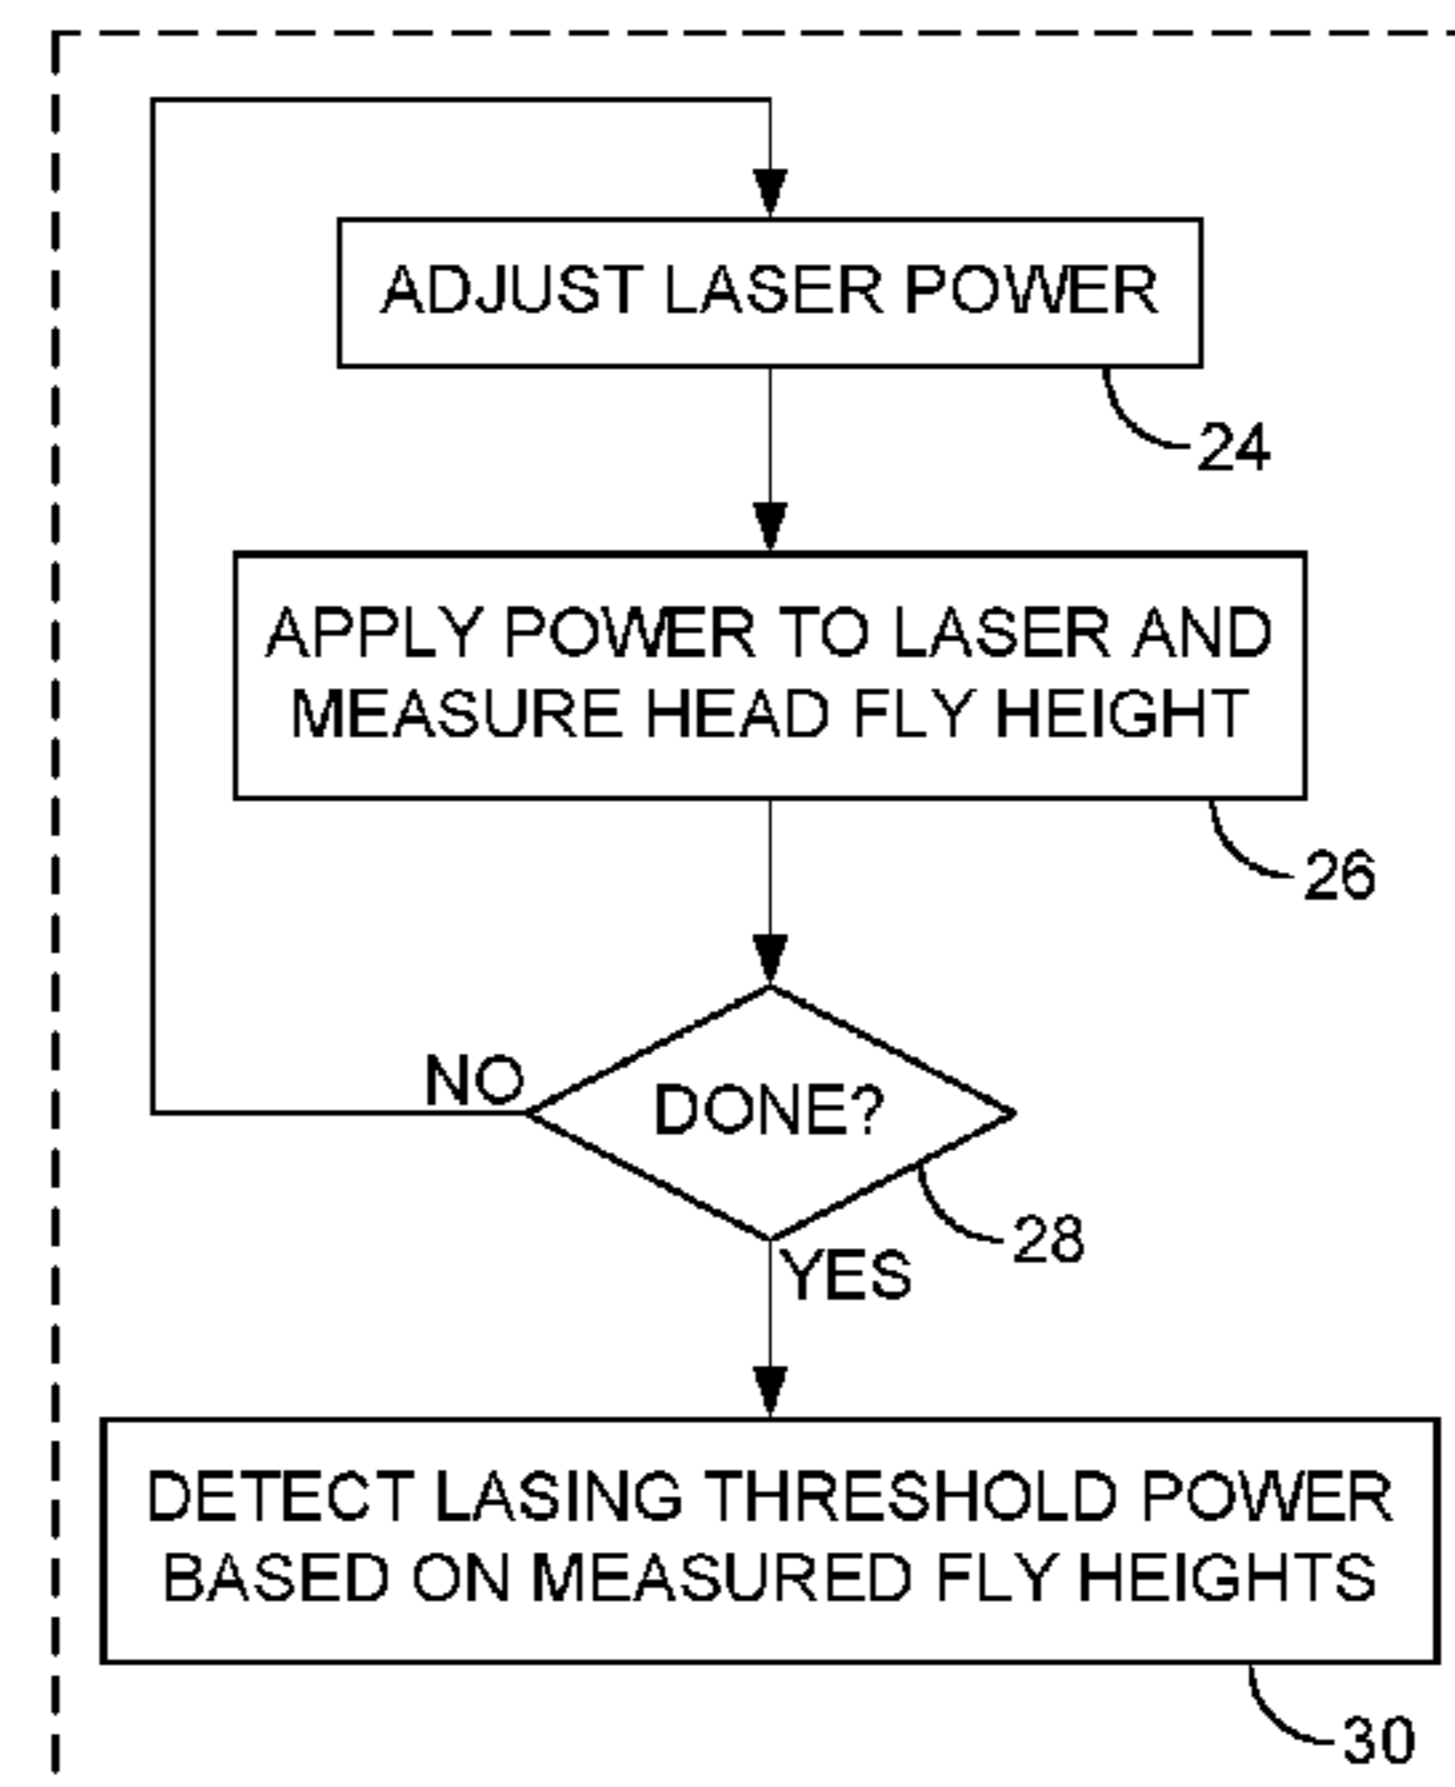 ADJUST LASER POWER
24
APPLY POWER TO LASER AND
MEASURE HEAD FLY HEIGHT
26
NO
DONE?
28
YES
DETECT LASING THRESHOLD POWER
BASED ON MEASURED FLY HEIGHTS
30